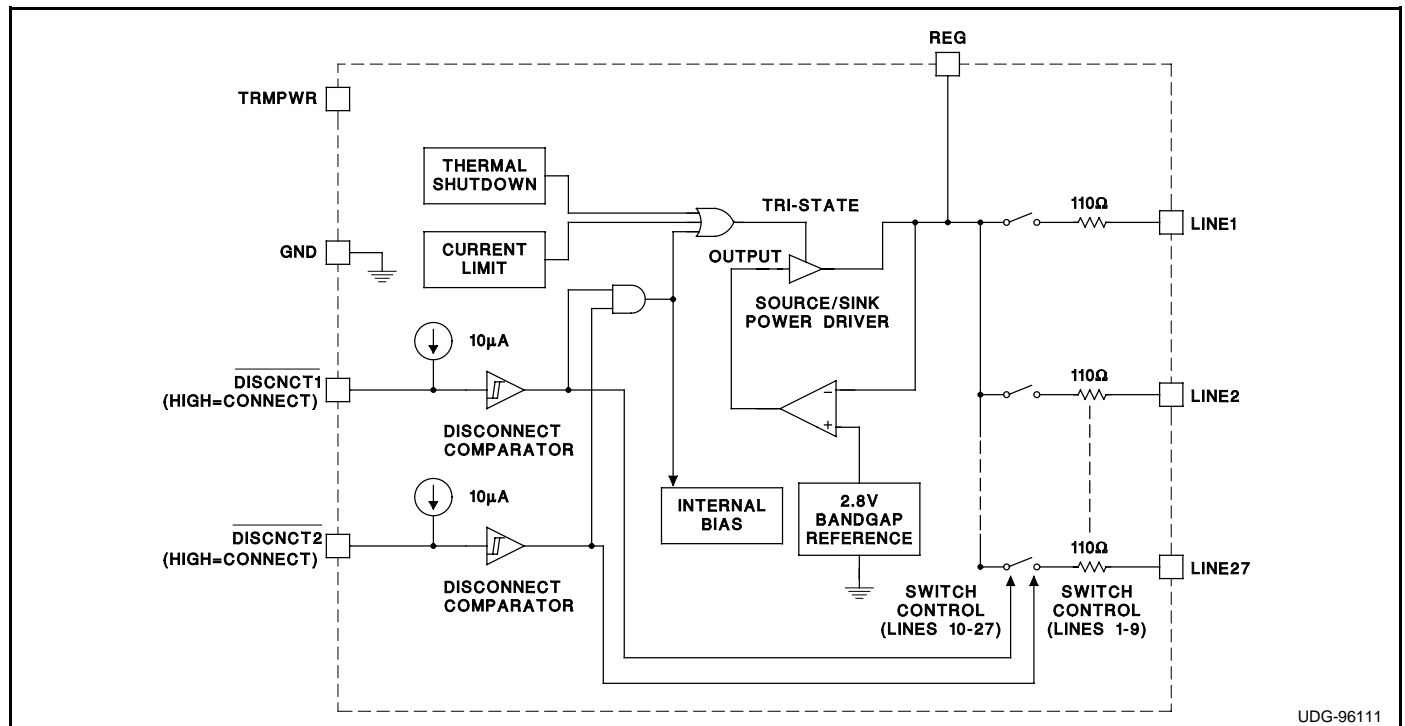 REG
TRMPWR
THERMAL
SHUTDOWN
TRI-STATE
110Ω
LINE1
GND
CURRENT
LIMIT
OUTPUT
SOURCE/SINK
POWER DRIVER
10µA
DISCNCT1
(HIGH=CONNECT)
DISCONNECT
COMPARATOR
−
+
110Ω
LINE2
10µA
DISCNCT2
(HIGH=CONNECT)
DISCONNECT
COMPARATOR
INTERNAL
BIAS
2.8V
BANDGAP
REFERENCE
110Ω
LINE27
SWITCH
CONTROL
(LINES 10-27)
SWITCH
CONTROL
(LINES 1-9)
UDG-96111